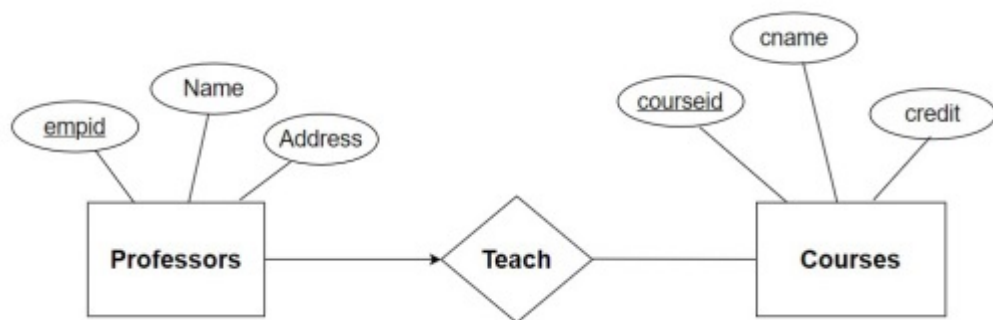 cname
Name
courseid
credit
empid
Address
Professors
Teach
Courses